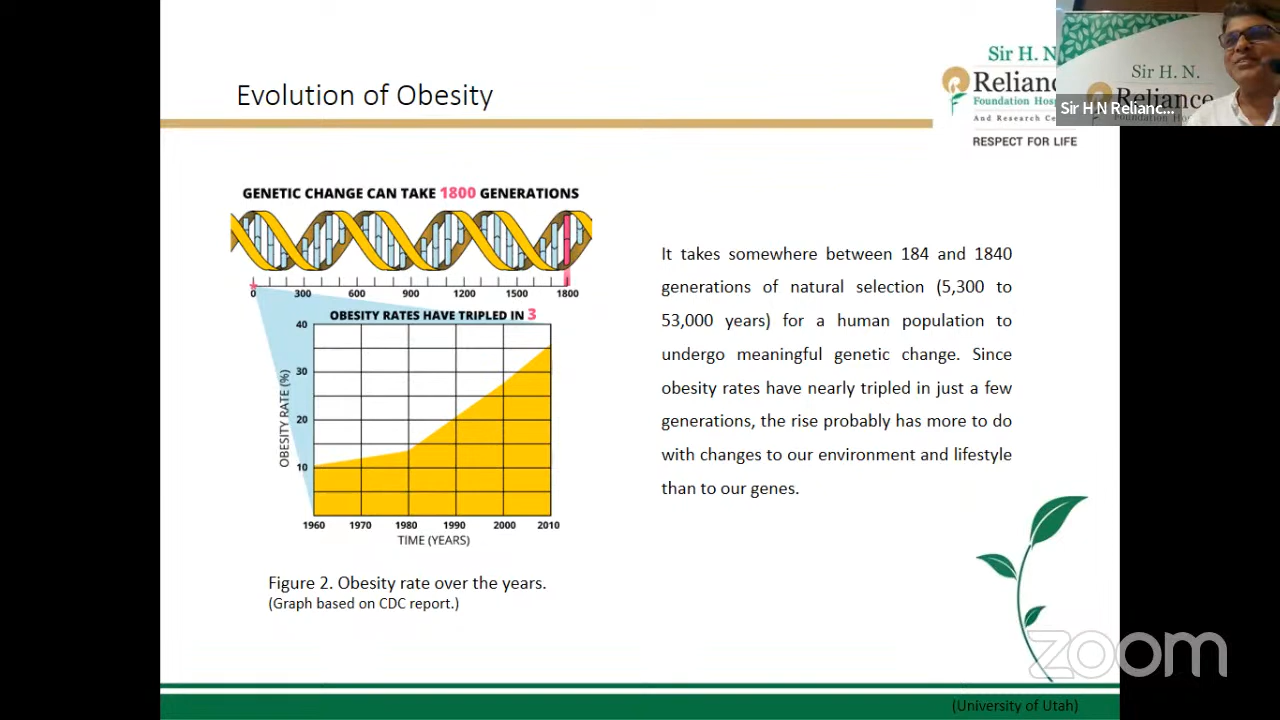 Evolution of Obesity
Sir H. N.
Relian
Foundation Hosp
And Research Ce
RESPECT FOR LIFE
Sir H. N.
Reliance
Foundation Ho
Sir H.N Relianc...
GENETIC CHANGE CAN TAKE 1800 GENERATIONS
0 300 600 900 1200 1500 1800
OBESITY RATES HAVE TRIPLED IN 3
40
30
20
10
OBESITY RATE (%)
1960 1970 1980 1990 2000 2010
TIME (YEARS)
Figure 2. Obesity rate over the years.
(Graph based on CDC report.)
It takes somewhere between 184 and 1840
generations of natural selection (5,300 to
53,000 years) for a human population to
undergo meaningful genetic change. Since
obesity rates have nearly tripled in just a few
generations, the rise probably has more to do
with changes to our environment and lifestyle
than to our genes.
zoom
(University of Utah)